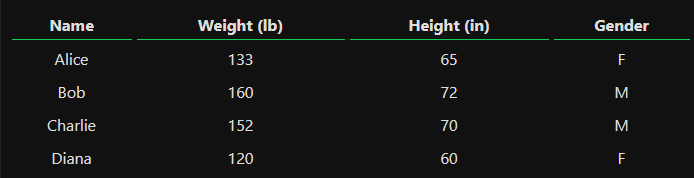 Name Weight (lb) Height (in) Gender
Alice 133 65 F
Bob 160 72 M
Charlie 152 70 M
Diana 120 60 F